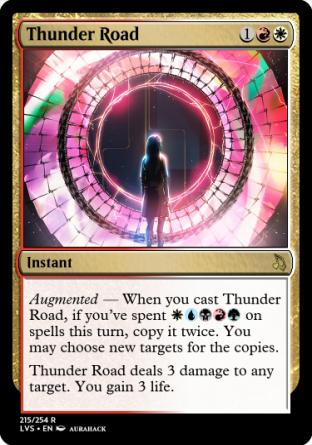 Thunder Road 1
Instant
Augmented — When you cast Thunder
Road, if you've spent on
spells this turn, copy it twice. You
may choose new targets for the copies.
Thunder Road deals 3 damage to any
target. You gain 3 life.
215/254 R
LVS • EN AURAHACK